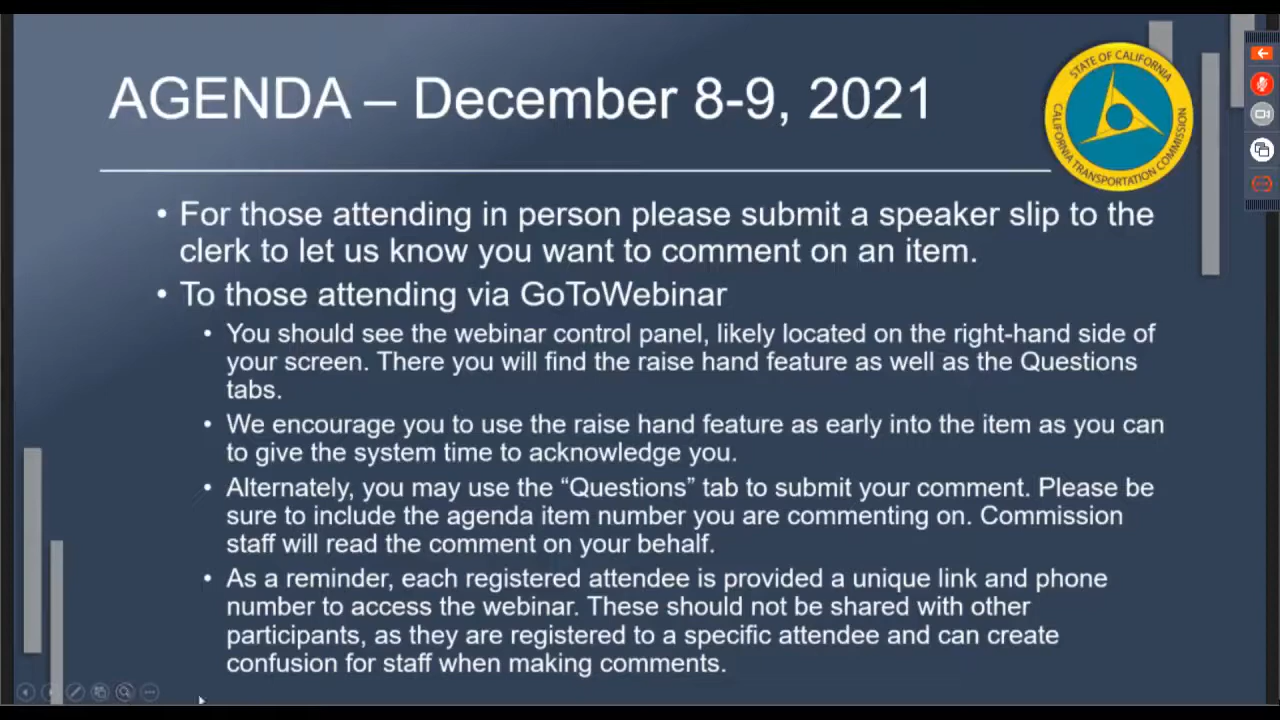 AGENDA – December 8-9, 2021
STATE OF CALIFORNIA
CALIFORNIA TRANSPORTATION COMMISSION
• For those attending in person please submit a speaker slip to the
clerk to let us know you want to comment on an item.
• To those attending via GoToWebinar
• You should see the webinar control panel, likely located on the right-hand side of
your screen. There you will find the raise hand feature as well as the Questions
tabs.
• We encourage you to use the raise hand feature as early into the item as you can
to give the system time to acknowledge you.
• Alternately, you may use the “Questions” tab to submit your comment. Please be
sure to include the agenda item number you are commenting on. Commission
staff will read the comment on your behalf.
• As a reminder, each registered attendee is provided a unique link and phone
number to access the webinar. These should not be shared with other
participants, as they are registered to a specific attendee and can create
confusion for staff when making comments.